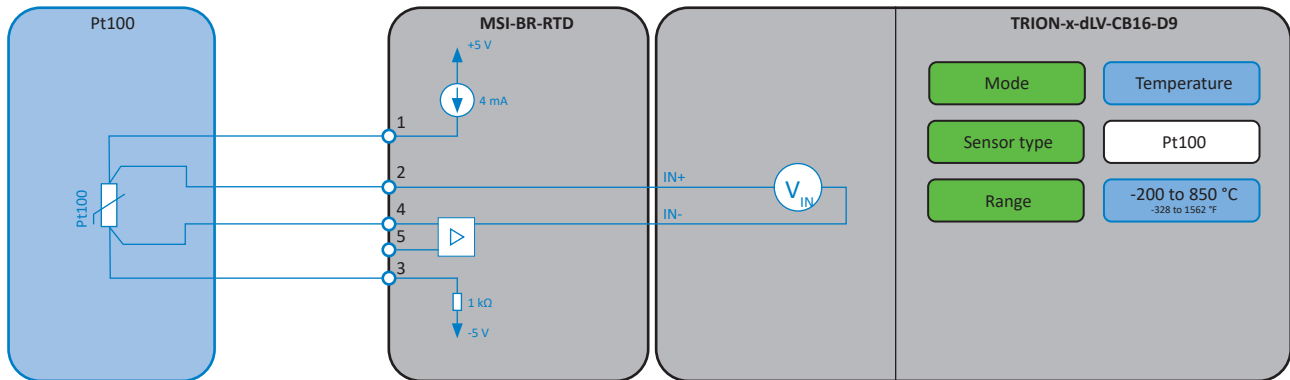 Pt100
MSI-BR-RTD
TRION-x-dLV-CB16-D9
+5 V
4 mA
Mode
Temperature
1
Sensor type
Pt100
2
IN+
V IN
Pt100
4
IN-
Range
-200 to 850 °C
-328 to 1562 °F
5
3
1 kΩ
-5 V